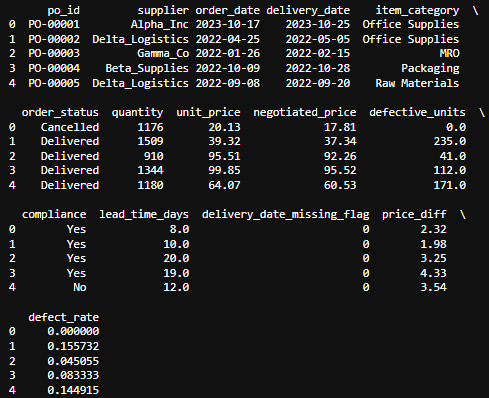 po_id supplier order_date delivery_date item_category \
0 PO-00001 Alpha_Inc 2023-10-17 2023-10-25 Office Supplies
1 PO-00002 Delta_Logistics 2022-04-25 2022-05-05 Office Supplies
2 PO-00003 Gamma_Co 2022-01-26 2022-02-15 MRO
3 PO-00004 Beta_Supplies 2022-10-09 2022-10-28 Packaging
4 PO-00005 Delta_Logistics 2022-09-08 2022-09-20 Raw Materials
order_status quantity unit_price negotiated_price defective_units \
0 Cancelled 1176 20.13 17.81 0.0
1 Delivered 1509 39.32 37.34 235.0
2 Delivered 910 95.51 92.26 41.0
3 Delivered 1344 99.85 95.52 112.0
4 Delivered 1180 64.07 60.53 171.0
compliance lead_time_days delivery_date_missing_flag price_diff \
0 Yes 8.0 0 2.32
1 Yes 10.0 0 1.98
2 Yes 20.0 0 3.25
3 Yes 19.0 0 4.33
4 No 12.0 0 3.54
defect_rate
0 0.000000
1 0.155732
2 0.045055
3 0.083333
4 0.144915